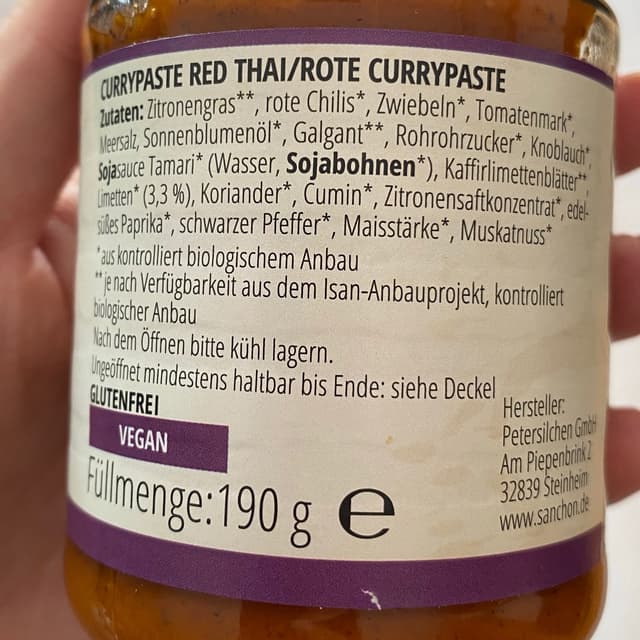 CURRYPASTE RED THAI/ROTE CURRYPASTE
Zutaten: Zitronengras**, rote Chilis*, Zwiebeln*, Tomatenmark*,
Meersalz, Sonnenblumenöl*, Galgant**, Rohrohrzucker*, Knoblauch*,
Sojasauce Tamari* (Wasser, Sojabohnen*), Kaffirlimettenblätter**,
Limetten* (3,3 %), Koriander*, Cumin*, Zitronensaftkonzentrat*, edel-
süßes Paprika*, schwarzer Pfeffer*, Maisstärke*, Muskatnuss*
*aus kontrolliert biologischem Anbau
**je nach Verfügbarkeit aus dem Isan-Anbauprojekt, kontrolliert
biologischer Anbau
Nach dem Öffnen bitte kühl lagern.
Ungeöffnet mindestens haltbar bis Ende: siehe Deckel
GLUTENFREI
VEGAN
Füllmenge:190 g e
Hersteller:
Petersilchen GmbH
Am Piepenbrink 2
32839 Steinheim
www.sanchon.de